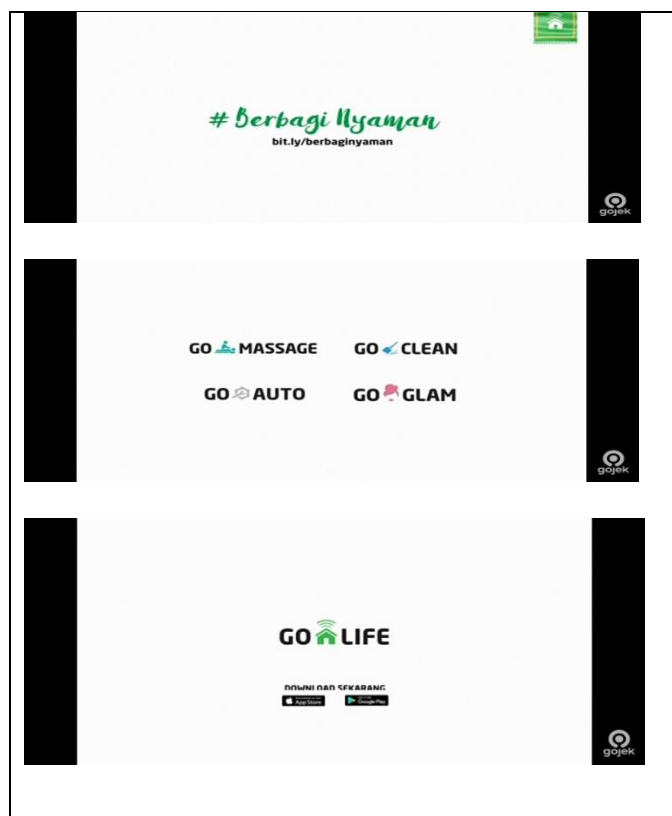 # Berbagi Nyaman
bit.ly/berbaginyaman
gojek
GO MASSAGE GO CLEAN
GO AUTO GO GLAM
gojek
GO LIFE
DOWNLOAD SEKARANG
App Store Google Play
gojek